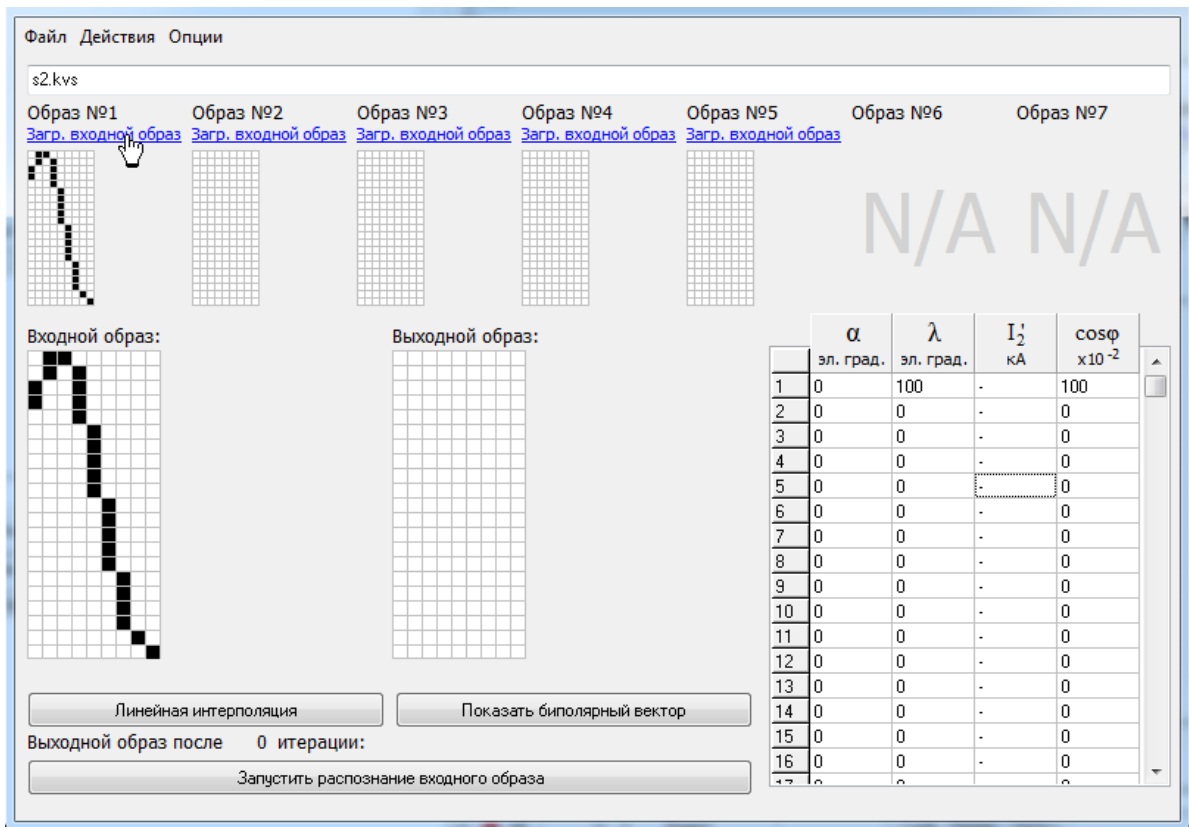 Файл Действия Опции
s2.kvs
Образ №1 Образ №2 Образ №3 Образ №4 Образ №5 Образ №6 Образ №7
Загр. входной образ Загр. входной образ Загр. входной образ Загр. входной образ Загр. входной образ
N/A N/A
Входной образ: Выходной образ:
α λ I₂' cosφ
эл. град. эл. град. кА x10 -2
1 0 100 - 100
2 0 0 - 0
3 0 0 - 0
4 0 0 - 0
5 0 0 - 0
6 0 0 - 0
7 0 0 - 0
8 0 0 - 0
9 0 0 - 0
10 0 0 - 0
11 0 0 - 0
12 0 0 - 0
13 0 0 - 0
14 0 0 - 0
15 0 0 - 0
16 0 0 - 0
Линейная интерполяция Показать биполярный вектор
Выходной образ после 0 итерации:
Запустить распознание входного образа